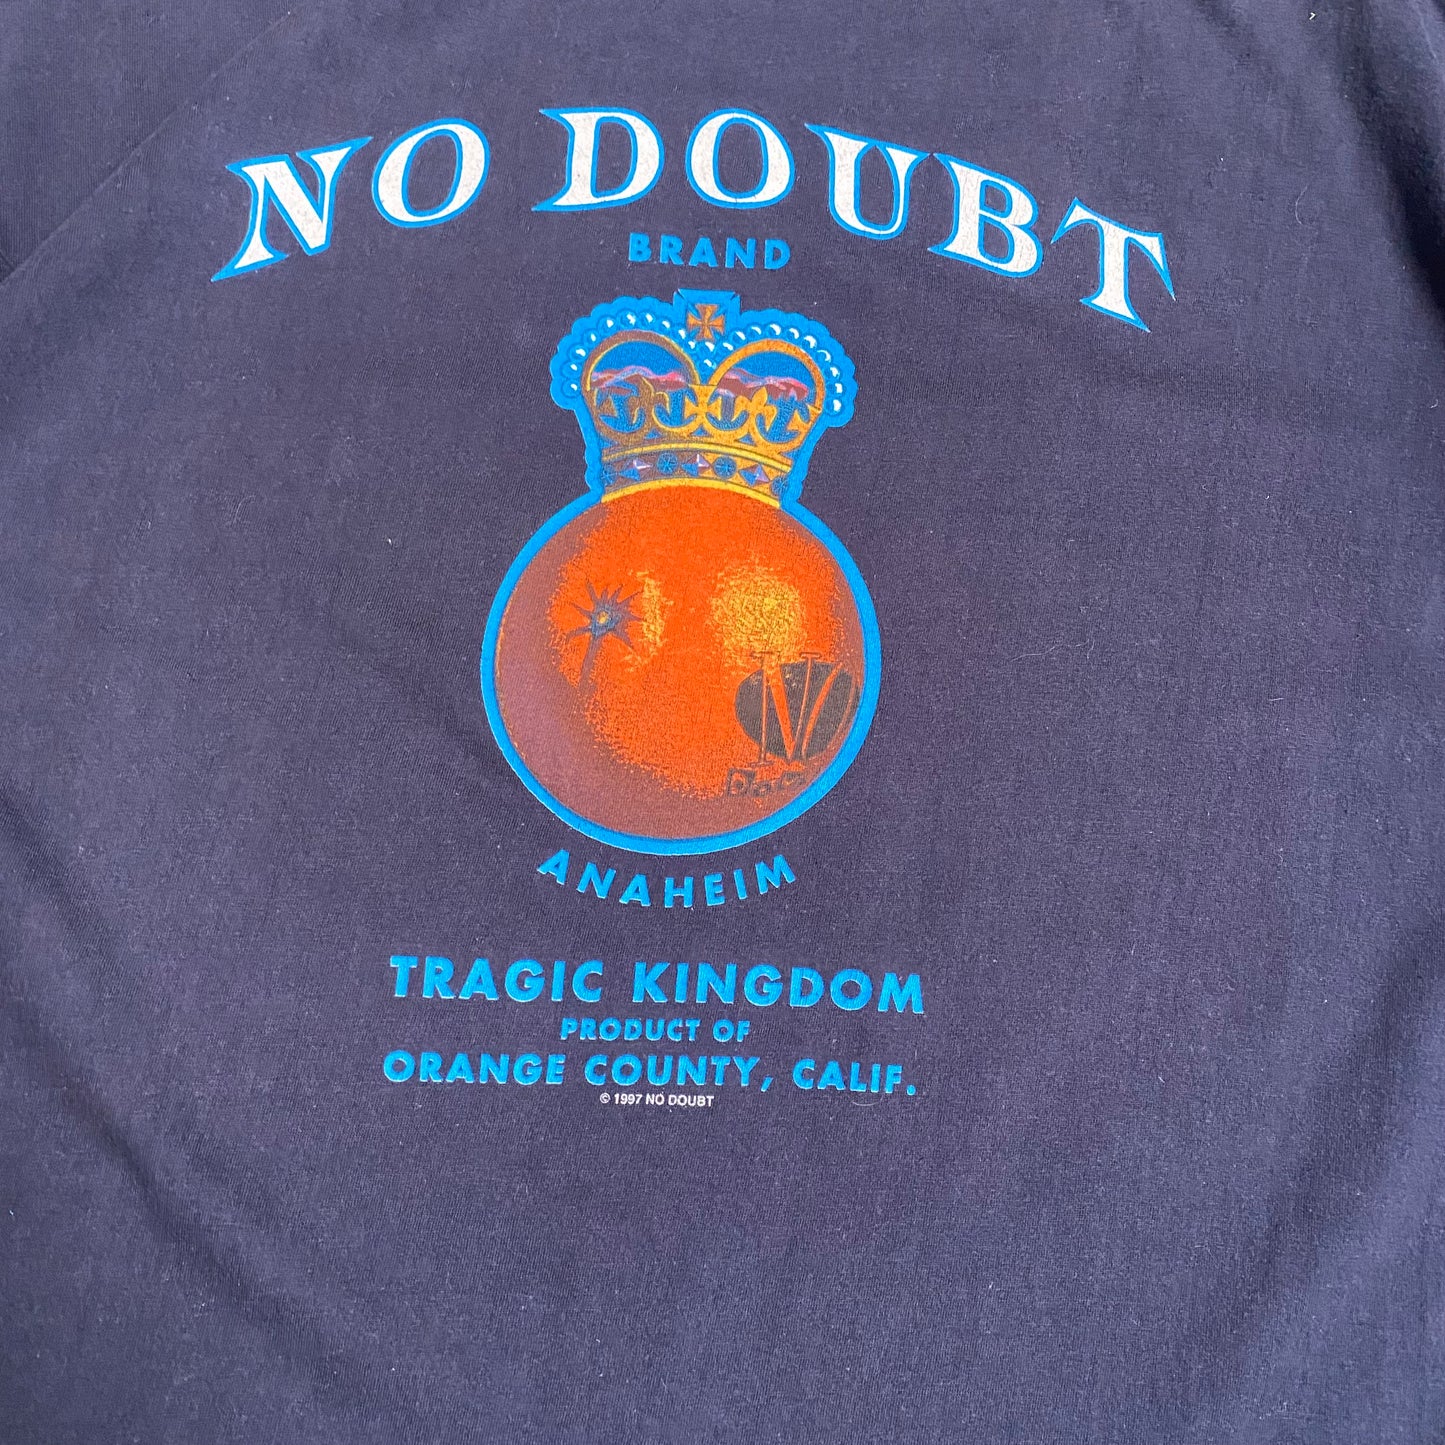 NO DOUBT
BRAND
ANAHEIM
TRAGIC KINGDOM
PRODUCT OF
ORANGE COUNTY, CALIF.
© 1997 NO DOUBT